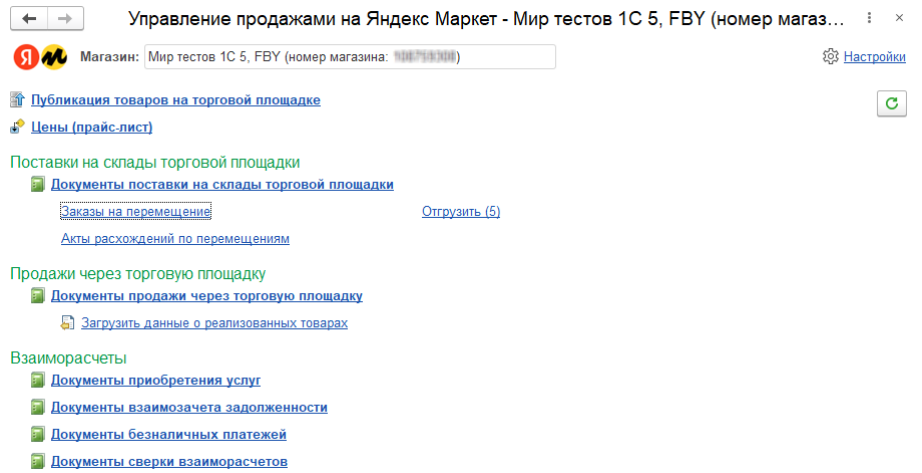 Управление продажами на Яндекс Маркет - Мир тестов 1С 5, FBY (номер магаз...
Я М Магазин: Мир тестов 1С 5, FBY (номер магазина: ) Настройки
Публикация товаров на торговой площадке
Цены (прайс-лист)
Поставки на склады торговой площадки
Документы поставки на склады торговой площадки
Заказы на перемещение Отгрузить (5)
Акты расхождений по перемещениям
Продажи через торговую площадку
Документы продажи через торговую площадку
Загрузить данные о реализованных товарах
Взаиморасчеты
Документы приобретения услуг
Документы взаимозачета задолженности
Документы безналичных платежей
Документы сверки взаиморасчетов